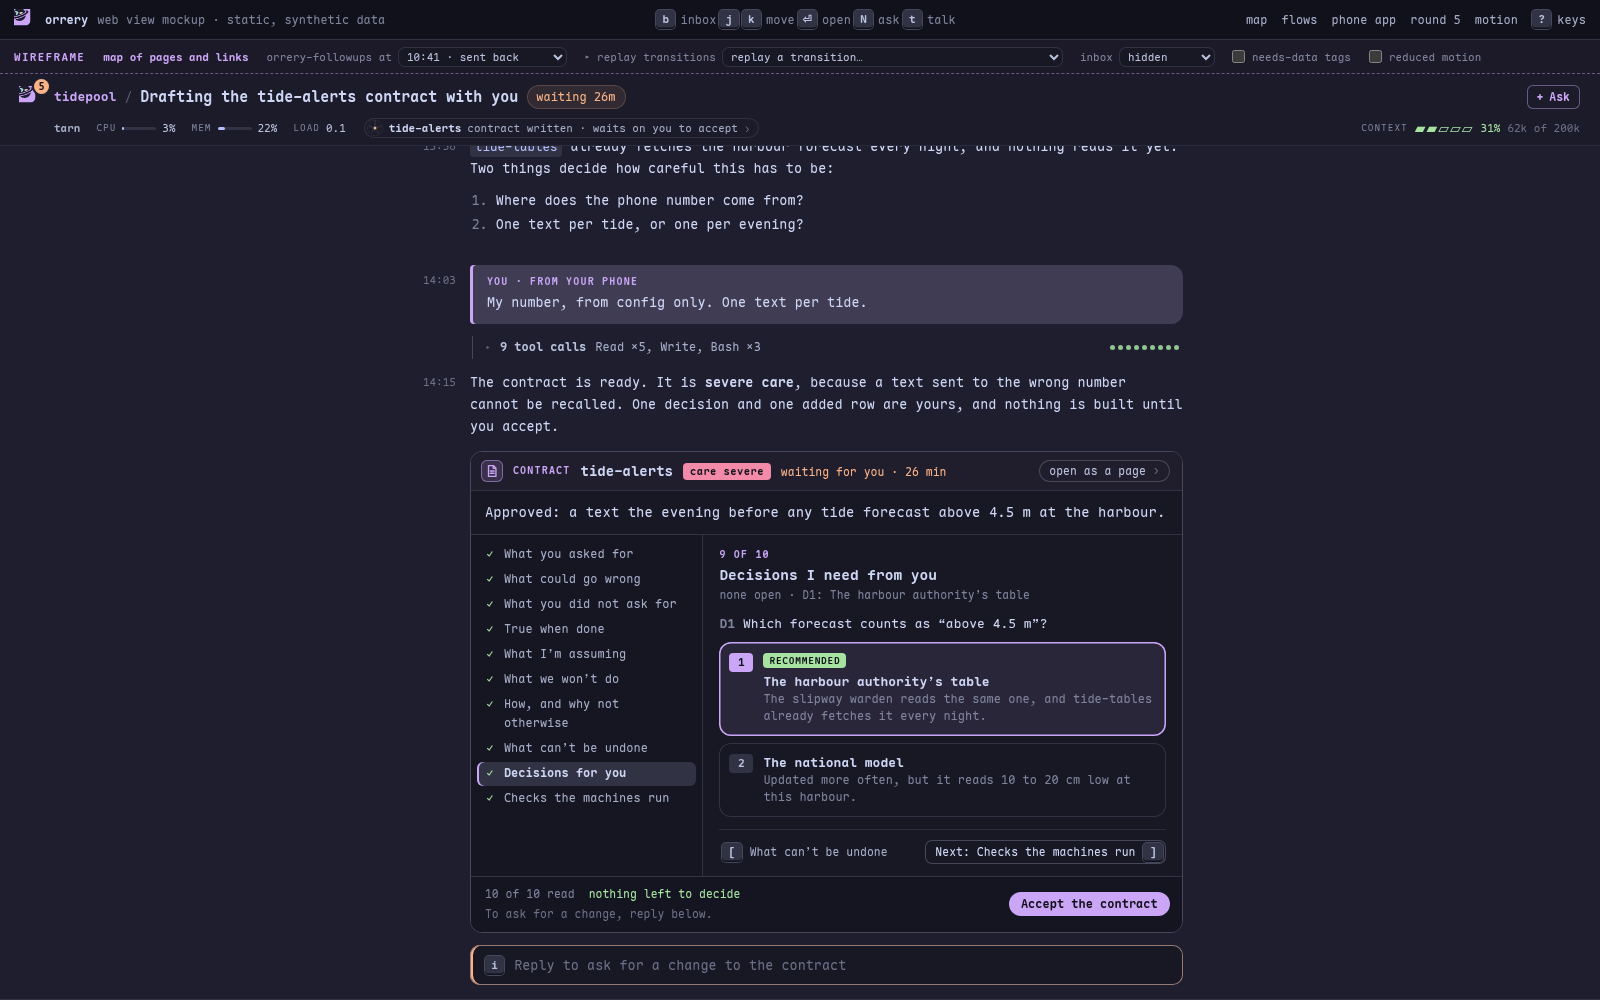 orrery web view mockup · static, synthetic data
b inbox j k move ⏎ open N ask t talk
map flows phone app round 5 motion ? keys
WIREFRAME map of pages and links orrery-followups at 10:41 · sent back ▸ replay transitions replay a transition… inbox hidden needs-data tags reduced motion
5
tidepool / Drafting the tide-alerts contract with you waiting 26m
+ Ask
tarn CPU 3% MEM 22% LOAD 0.1 tide-alerts contract written · waits on you to accept ›
CONTEXT 31% 62k of 200k
tide-tables already fetches the harbour forecast every night, and nothing reads it yet.
Two things decide how careful this has to be:
1. Where does the phone number come from?
2. One text per tide, or one per evening?
14:03
YOU · FROM YOUR PHONE
My number, from config only. One text per tide.
▸ 9 tool calls Read ×5, Write, Bash ×3
14:15
The contract is ready. It is severe care, because a text sent to the wrong number
cannot be recalled. One decision and one added row are yours, and nothing is built until
you accept.
CONTRACT tide-alerts care severe waiting for you · 26 min open as a page ›
Approved: a text the evening before any tide forecast above 4.5 m at the harbour.
✓ What you asked for
✓ What could go wrong
✓ What you did not ask for
✓ True when done
✓ What I’m assuming
✓ What we won’t do
✓ How, and why not
otherwise
✓ What can’t be undone
✓ Decisions for you
✓ Checks the machines run
9 OF 10
Decisions I need from you
none open · D1: The harbour authority’s table
D1 Which forecast counts as “above 4.5 m”?
1 RECOMMENDED
The harbour authority’s table
The slipway warden reads the same one, and tide-tables
already fetches it every night.
2 The national model
Updated more often, but it reads 10 to 20 cm low at
this harbour.
[ What can’t be undone
Next: Checks the machines run ]
10 of 10 read nothing left to decide
To ask for a change, reply below.
Accept the contract
i Reply to ask for a change to the contract